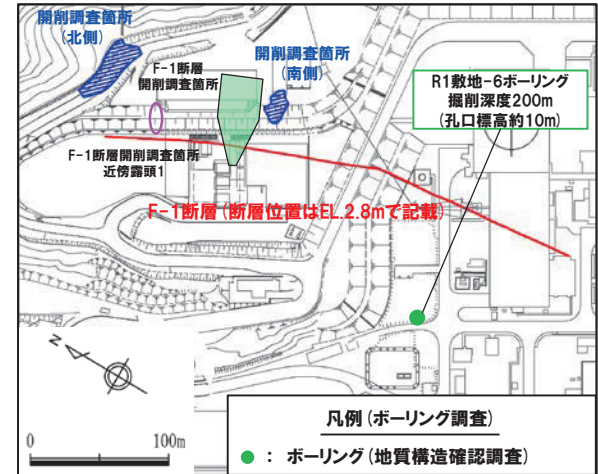 開削調査箇所
(北側)
F-1断層
開削調査箇所
開削調査箇所
(南側)
R1敷地-6ボーリング
掘削深度200m
(孔口標高約10m)
F-1断層開削調査箇所
近傍露頭1
F-1断層(断層位置はEL.2.8mで記載)
N
0 100m
凡例(ボーリング調査)
● : ボーリング(地質構造確認調査)